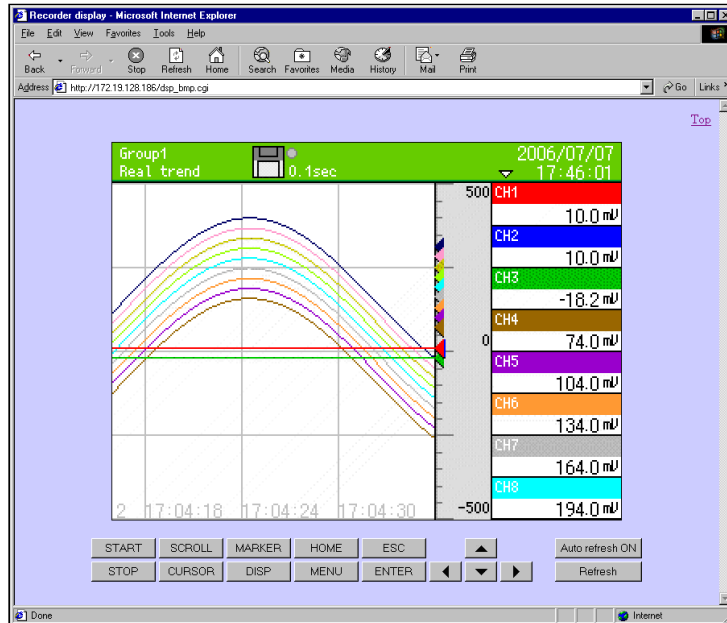 Recorder display - Microsoft Internet Explorer
File Edit View Favorites Tools Help
Back Forward Stop Refresh Home Search Favorites Media History Mail Print
Address http://172.19.128.186/dsp_bmp.cgi Go Links
Top
Group1 2006/07/07
Real trend 0.1sec 17:46:01
500 CH1
10.0 mV
CH2
10.0 mV
CH3
-18.2 mV
CH4
0 74.0 mV
CH5
104.0 mV
CH6
134.0 mV
CH7
164.0 mV
CH8
2 17:04:18 17:04:24 17:04:30 -500 194.0 mV
START SCROLL MARKER HOME ESC Auto refresh ON
STOP CURSOR DISP MENU ENTER Refresh
Done Internet